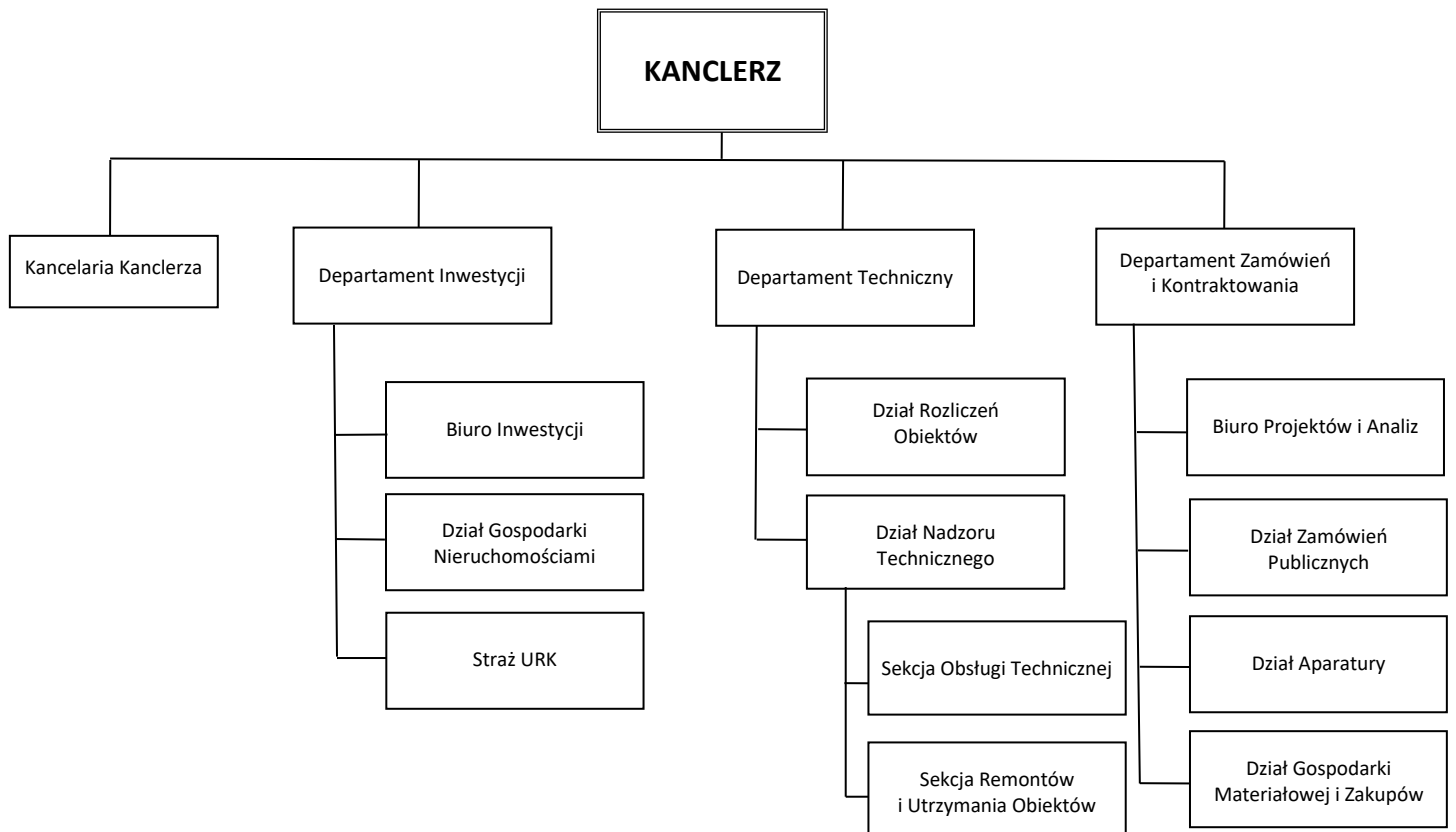 KANCLERZ
Kancelaria Kanclerza
Departament Inwestycji
Departament Techniczny
Departament Zamówień
i Kontraktowania
Biuro Inwestycji
Dział Gospodarki
Nieruchomościami
Straż URK
Dział Rozliczeń
Obiektów
Dział Nadzoru
Technicznego
Sekcja Obsługi Technicznej
Sekcja Remontów
i Utrzymania Obiektów
Biuro Projektów i Analiz
Dział Zamówień
Publicznych
Dział Aparatury
Dział Gospodarki
Materiałowej i Zakupów